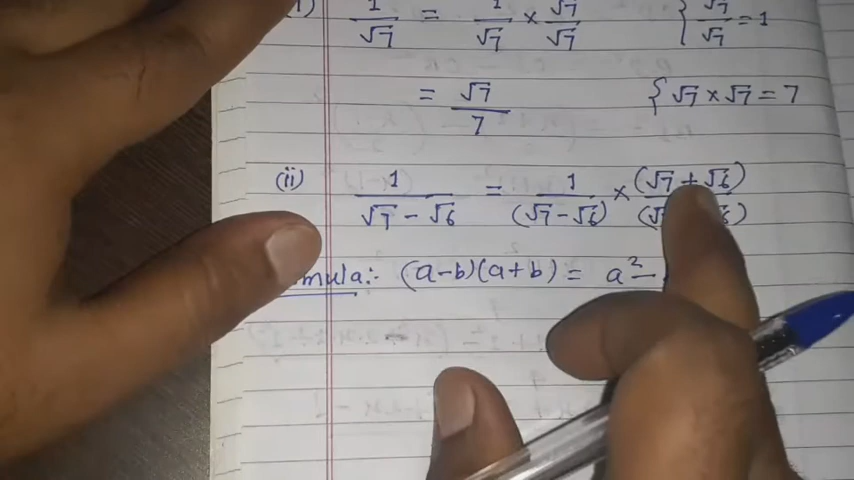 i) 1/√7 = 1/√7 × √7/√7 { √7/√7 = 1
= √7/7 { √7 × √7 = 7
(ii) 1/(√7 - √6) = 1/(√7 - √6) × (√7 + √6)/(√ √6)
mula:- (a-b)(a+b) = a² -